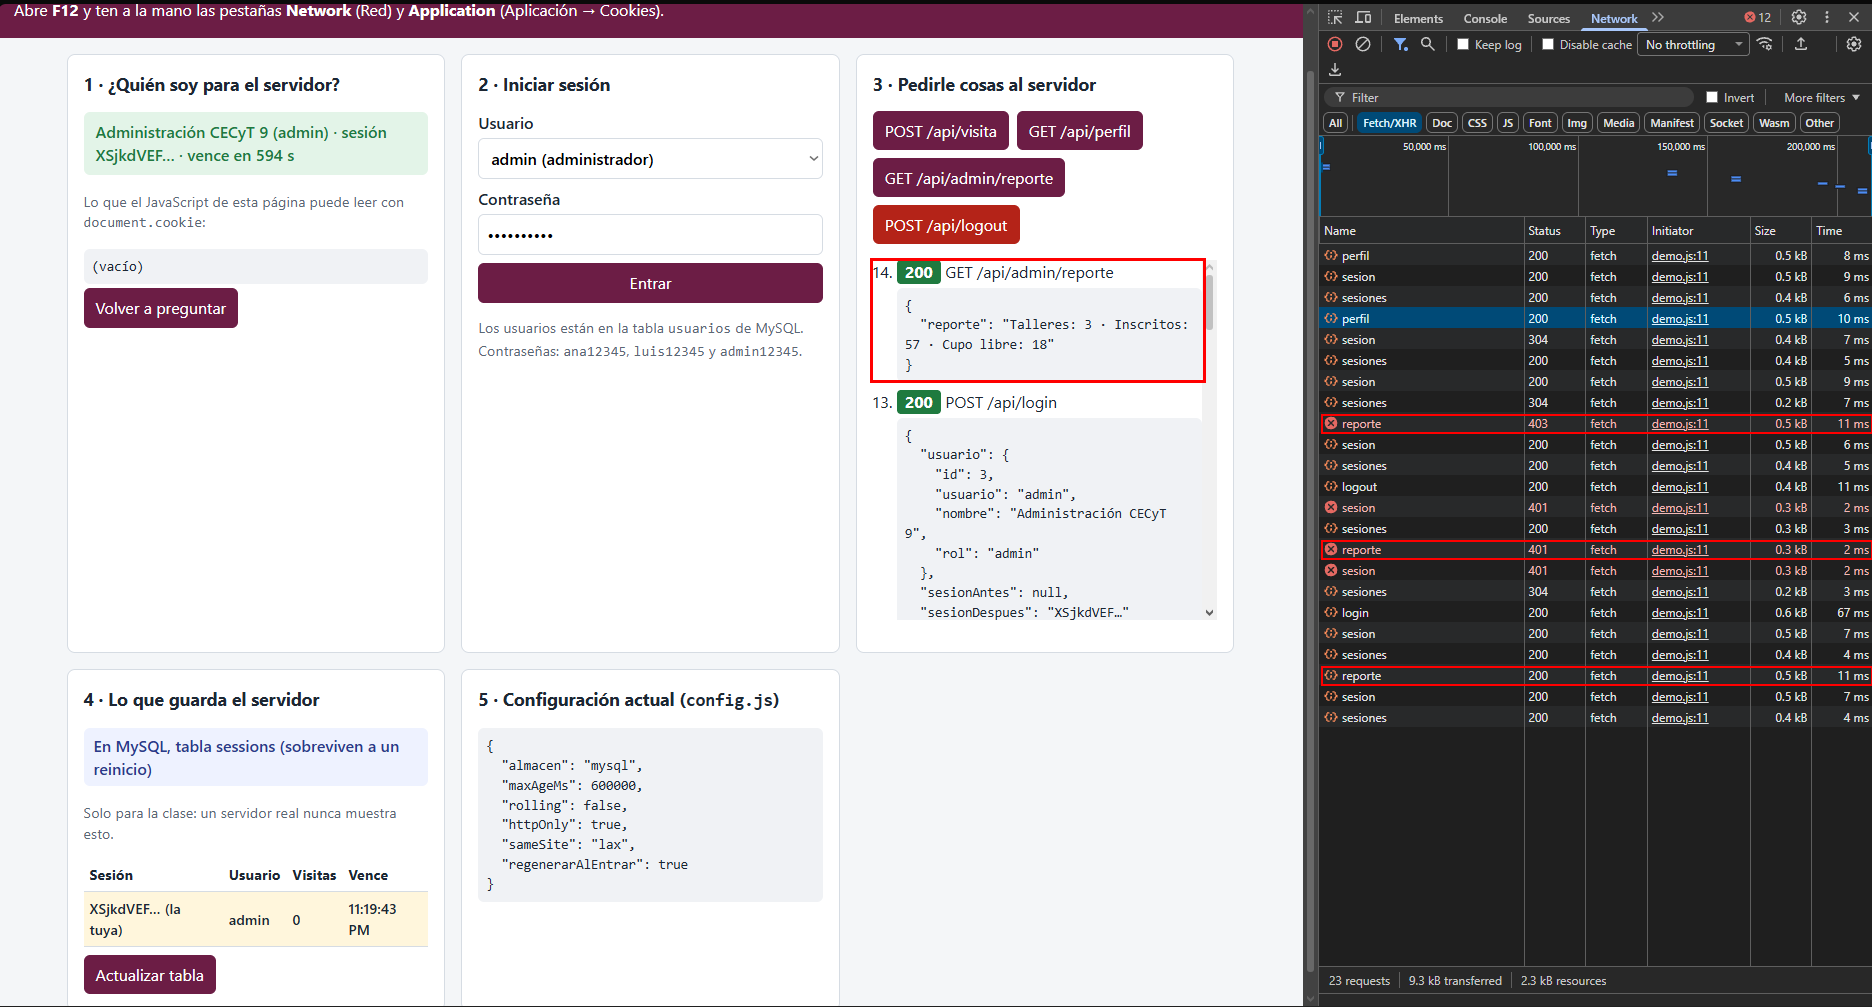 Abre F12 y ten a la mano las pestañas Network (Red) y Application (Aplicación → Cookies).
1 · ¿Quién soy para el servidor?
Administración CECyT 9 (admin) · sesión
XSjkdVEF… · vence en 594 s
Lo que el JavaScript de esta página puede leer con
document.cookie:
(vacío)
Volver a preguntar
2 · Iniciar sesión
Usuario
admin (administrador)
Contraseña
••••••••••
Entrar
Los usuarios están en la tabla usuarios de MySQL.
Contraseñas: ana12345, luis12345 y admin12345.
3 · Pedirle cosas al servidor
POST /api/visita
GET /api/perfil
GET /api/admin/reporte
POST /api/logout
14. 200 GET /api/admin/reporte
{
"reporte": "Talleres: 3 · Inscritos:
57 · Cupo libre: 18"
}
13. 200 POST /api/login
{
"usuario": {
"id": 3,
"usuario": "admin",
"nombre": "Administración CECyT
9",
"rol": "admin"
},
"sesionAntes": null,
"sesionDespues": "XSjkdVEF…"
4 · Lo que guarda el servidor
En MySQL, tabla sessions (sobreviven a un
reinicio)
Solo para la clase: un servidor real nunca muestra
esto.
Sesión Usuario Visitas Vence
XSjkdVEF… (la
tuya) admin 0 11:19:43
PM
Actualizar tabla
5 · Configuración actual (config.js)
{
"almacen": "mysql",
"maxAgeMs": 600000,
"rolling": false,
"httpOnly": true,
"sameSite": "lax",
"regenerarAlEntrar": true
}
Elements Console Sources Network 12
Keep log Disable cache No throttling
Filter Invert More filters
All Fetch/XHR Doc CSS JS Font Img Media Manifest Socket Wasm Other
50,000 ms 100,000 ms 150,000 ms 200,000 ms
Name Status Type Initiator Size Time
perfil 200 fetch demo.js:11 0.5 kB 8 ms
sesion 200 fetch demo.js:11 0.5 kB 9 ms
sesiones 200 fetch demo.js:11 0.4 kB 6 ms
perfil 200 fetch demo.js:11 0.5 kB 10 ms
sesion 304 fetch demo.js:11 0.4 kB 7 ms
sesiones 200 fetch demo.js:11 0.4 kB 5 ms
sesion 200 fetch demo.js:11 0.5 kB 9 ms
sesiones 304 fetch demo.js:11 0.2 kB 7 ms
reporte 403 fetch demo.js:11 0.5 kB 11 ms
sesion 200 fetch demo.js:11 0.5 kB 6 ms
sesiones 200 fetch demo.js:11 0.4 kB 5 ms
logout 200 fetch demo.js:11 0.4 kB 11 ms
sesion 401 fetch demo.js:11 0.3 kB 2 ms
sesiones 200 fetch demo.js:11 0.4 kB 3 ms
reporte 401 fetch demo.js:11 0.3 kB 2 ms
sesion 401 fetch demo.js:11 0.3 kB 2 ms
sesiones 304 fetch demo.js:11 0.2 kB 3 ms
login 200 fetch demo.js:11 0.6 kB 67 ms
sesion 200 fetch demo.js:11 0.5 kB 7 ms
sesiones 200 fetch demo.js:11 0.4 kB 4 ms
reporte 200 fetch demo.js:11 0.5 kB 11 ms
sesion 200 fetch demo.js:11 0.5 kB 7 ms
sesiones 200 fetch demo.js:11 0.4 kB 4 ms
23 requests 9.3 kB transferred 2.3 kB resources